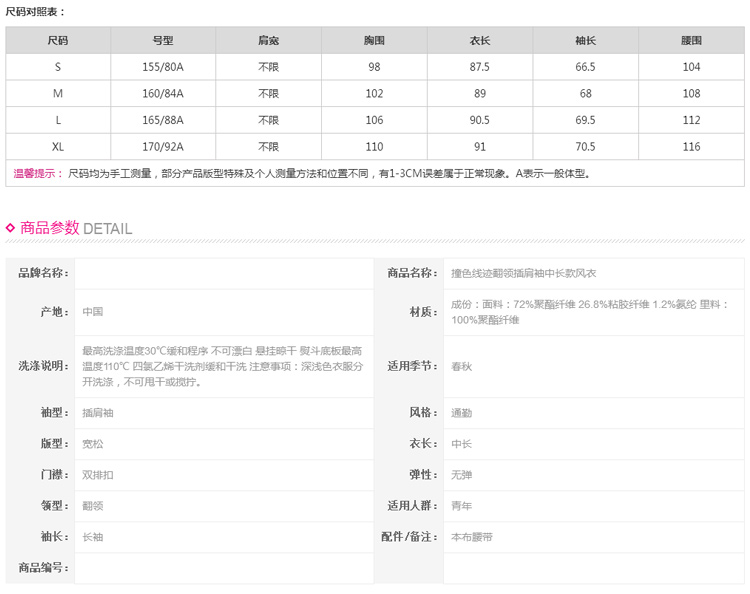 尺码对照表：
尺码 号型 肩宽 胸围 衣长 袖长 腰围
S 155/80A 不限 98 87.5 66.5 104
M 160/84A 不限 102 89 68 108
L 165/88A 不限 106 90.5 69.5 112
XL 170/92A 不限 110 91 70.5 116
温馨提示： 尺码均为手工测量，部分产品版型特殊及个人测量方法和位置不同，有1-3CM误差属于正常现象。A表示一般体型。
商品参数 DETAIL
品牌名称： 商品名称： 撞色线迹翻领插肩袖中长款风衣
产地： 中国 材质： 成份：面料：72%聚酯纤维 26.8%粘胶纤维 1.2%氨纶 里料：
100%聚酯纤维
洗涤说明： 最高洗涤温度30℃缓和程序 不可漂白 悬挂晾干 熨斗底板最高
温度110℃ 四氯乙烯干洗剂缓和干洗 注意事项：深浅色衣服分
开洗涤，不可甩干或搅拧。
适用季节： 春秋
袖型： 插肩袖 风格： 通勤
版型： 宽松 衣长： 中长
门襟： 双排扣 弹性： 无弹
领型： 翻领 适用人群： 青年
袖长： 长袖 配件/备注： 本布腰带
商品编号：